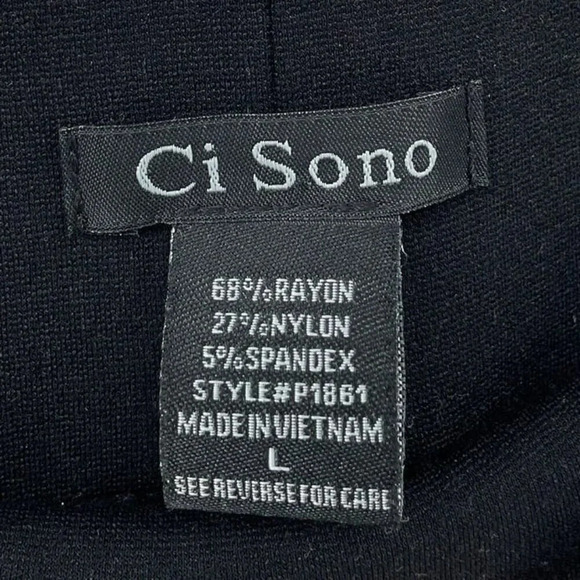 Ci Sono
68%RAYON
27%NYLON
5%SPANDEX
STYLE#P1861
MADE IN VIETNAM
L
SEE REVERSE FOR CARE